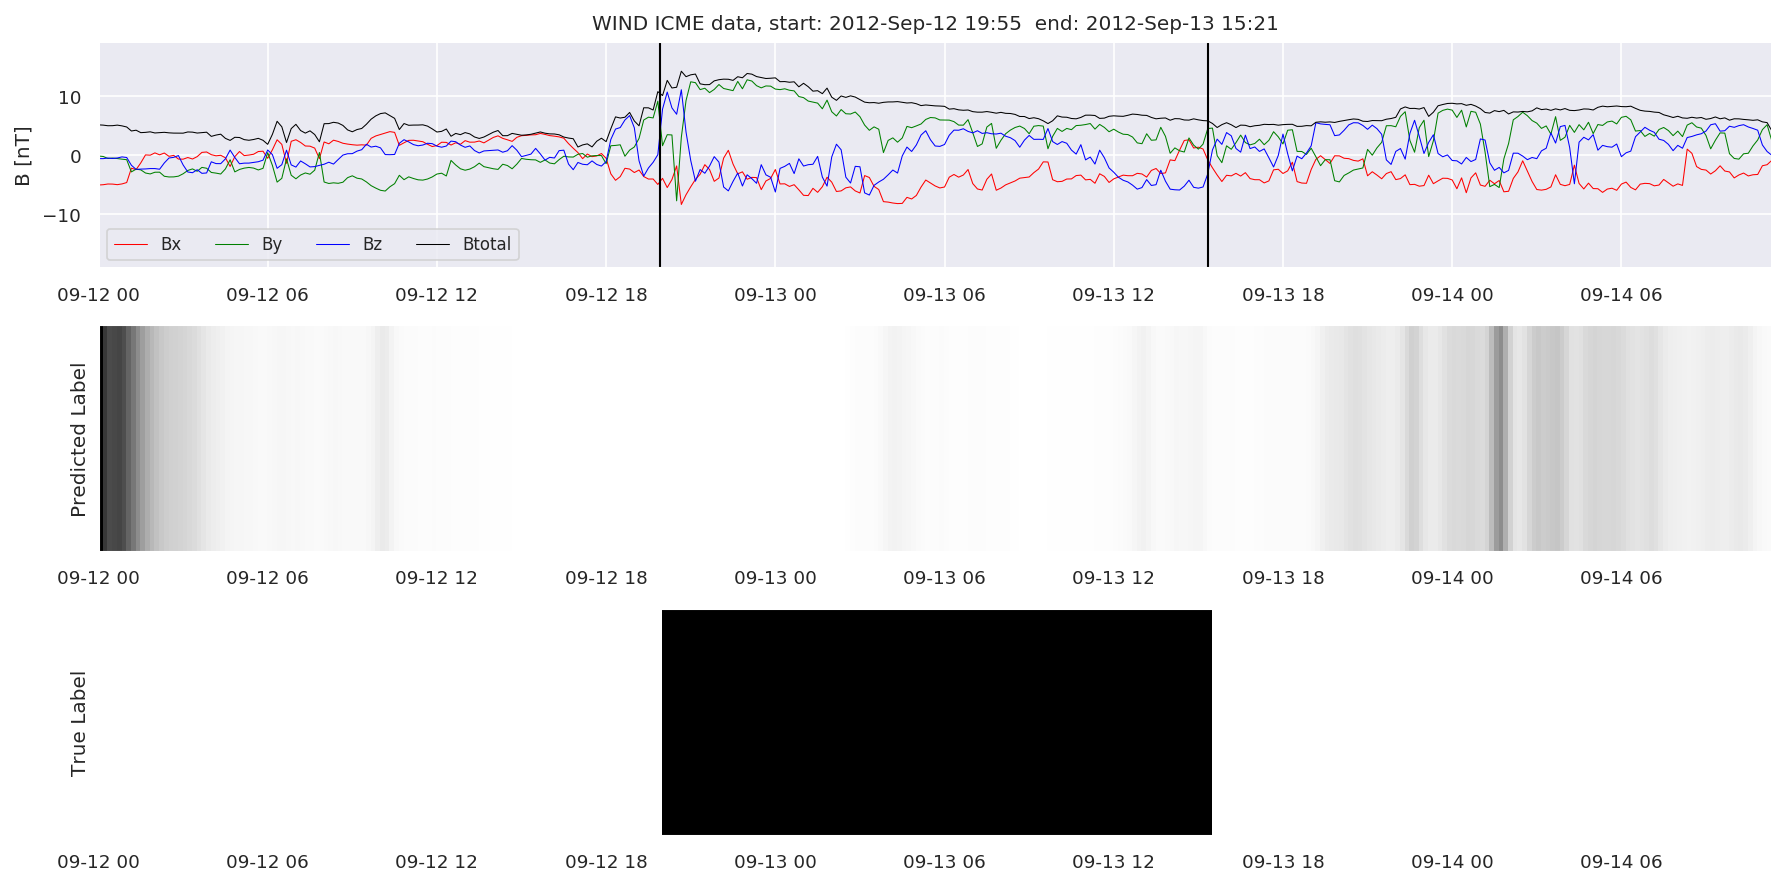 WIND ICME data, start: 2012-Sep-12 19:55  end: 2012-Sep-13 15:21
B [nT]
10
0
−10
Bx By Bz Btotal
09-12 00 09-12 06 09-12 12 09-12 18 09-13 00 09-13 06 09-13 12 09-13 18 09-14 00 09-14 06
Predicted Label
09-12 00 09-12 06 09-12 12 09-12 18 09-13 00 09-13 06 09-13 12 09-13 18 09-14 00 09-14 06
True Label
09-12 00 09-12 06 09-12 12 09-12 18 09-13 00 09-13 06 09-13 12 09-13 18 09-14 00 09-14 06